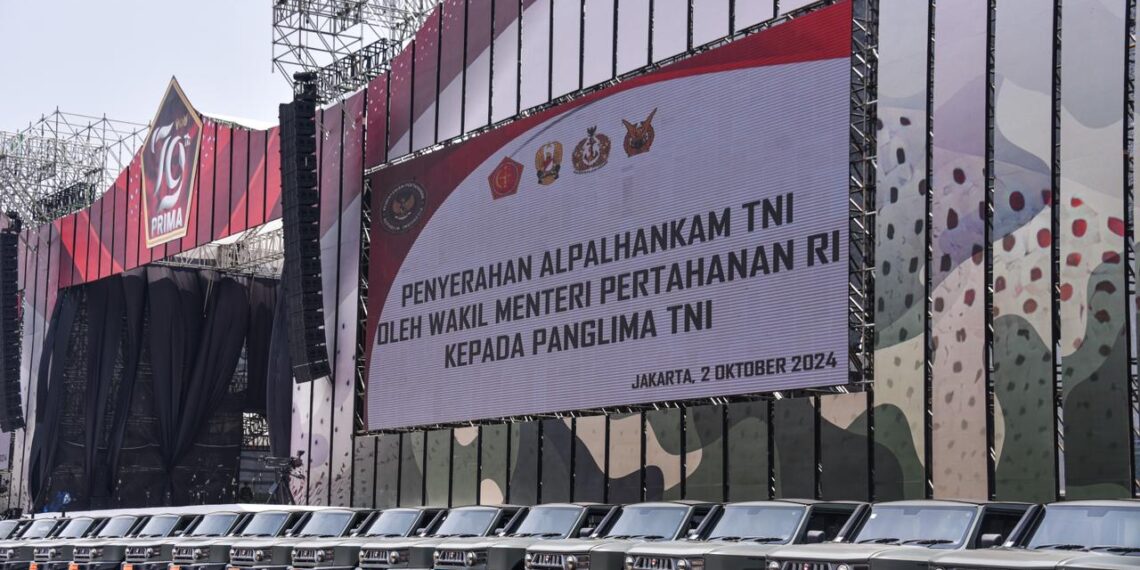 79
PRIMA
PENYERAHAN ALPALHANKAM TNI
OLEH WAKIL MENTERI PERTAHANAN RI
KEPADA PANGLIMA TNI
JAKARTA, 2 OKTOBER 2024